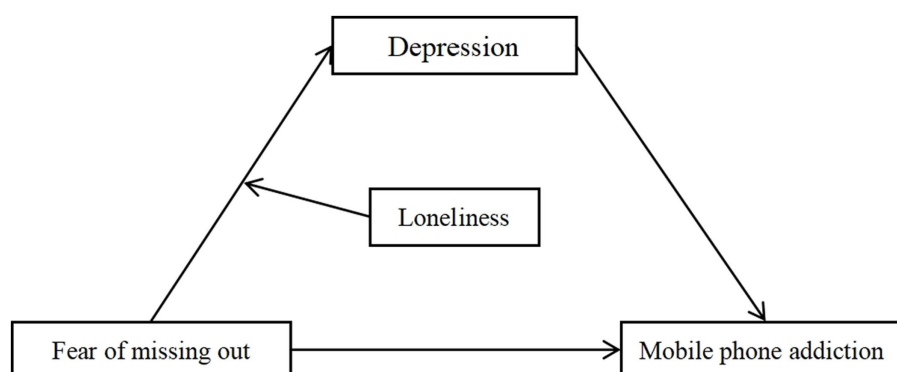 Depression
Loneliness
Fear of missing out
Mobile phone addiction